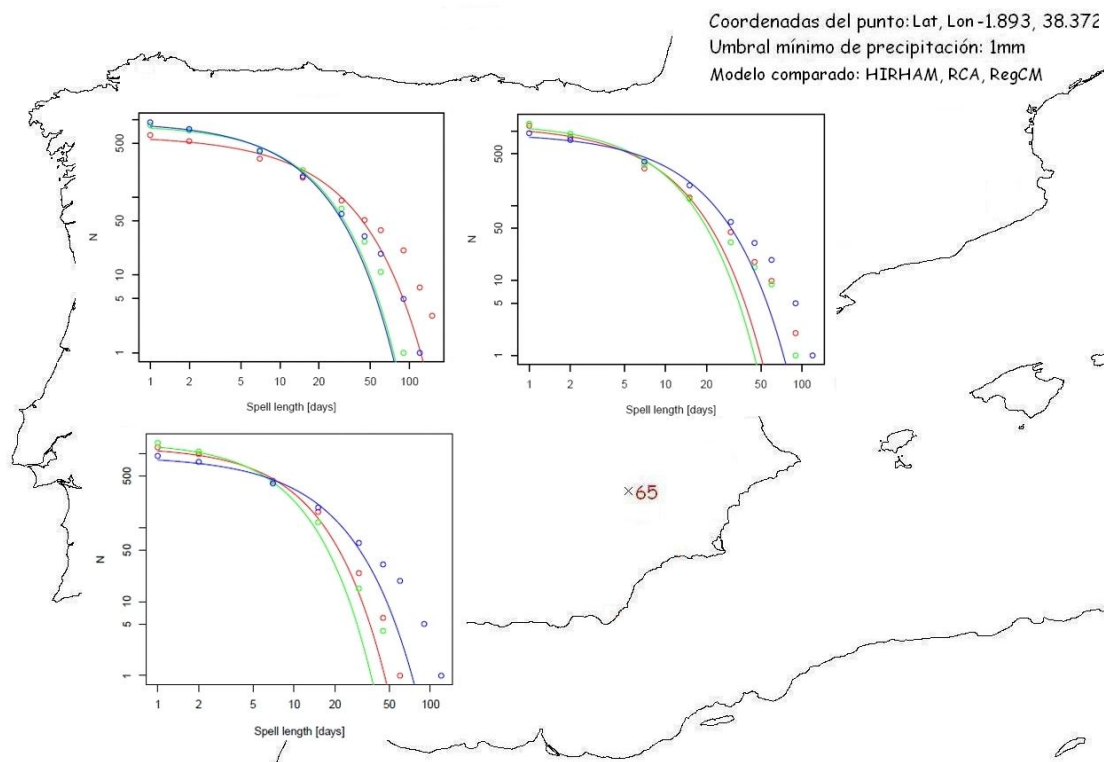 Coordenadas del punto: Lat, Lon -1.893, 38.372
Umbral mínimo de precipitación: 1mm
Modelo comparado: HIRHAM, RCA, RegCM
500
50
10
5
1
N
1 2 5 10 20 50 100
Spell length [days]
500
50
10
5
1
N
1 2 5 10 20 50 100
Spell length [days]
500
50
10
5
1
N
1 2 5 10 20 50 100
Spell length [days]
×65